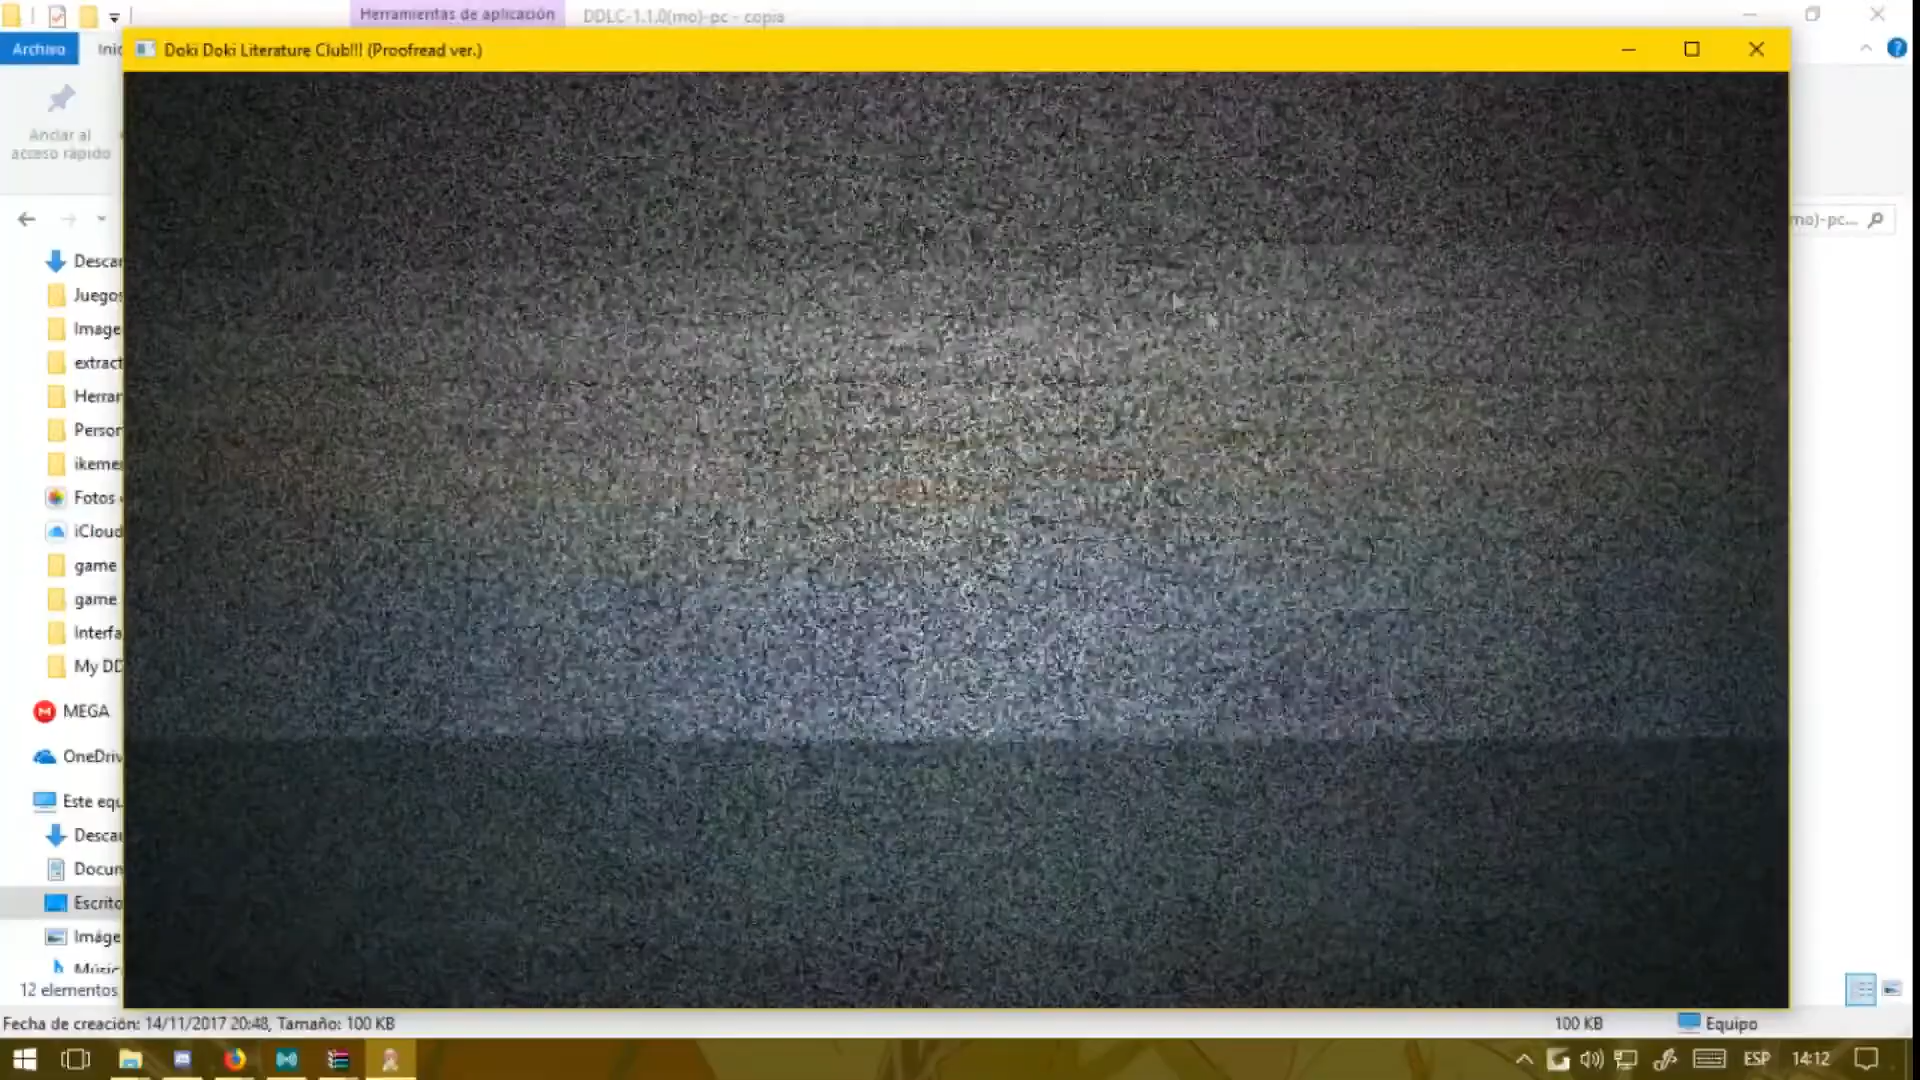 Herramientas de aplicación
DDLC-1.1.0(mo)-pc - copia
Archivo
Inic
Doki Doki Literature Club!!! (Proofread ver.)
Anclar al
acceso rápido
mo)-pc...
Descar
Juegos
Image
extract
Herrar
Person
ikeme
Fotos
iCloud
game
game
Interfa
My DD
MEGA
OneDriv
Este equ
Descar
Docun
Escrito
Imáge
Músic
12 elementos
Fecha de creación: 14/11/2017 20:48, Tamaño: 100 KB
100 KB
Equipo
ESP
14:12